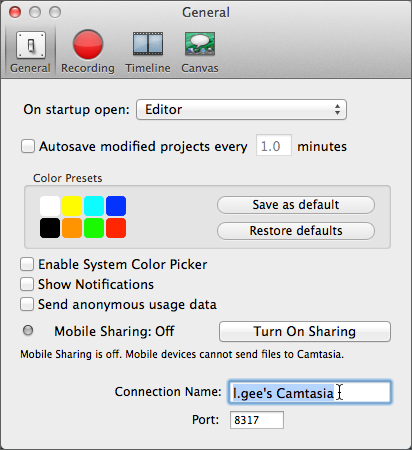 General
General Recording Timeline Canvas
On startup open: Editor
Autosave modified projects every 1.0 minutes
Color Presets
Save as default
Restore defaults
Enable System Color Picker
Show Notifications
Send anonymous usage data
Mobile Sharing: Off Turn On Sharing
Mobile Sharing is off. Mobile devices cannot send files to Camtasia.
Connection Name: l.gee's Camtasia
Port: 8317